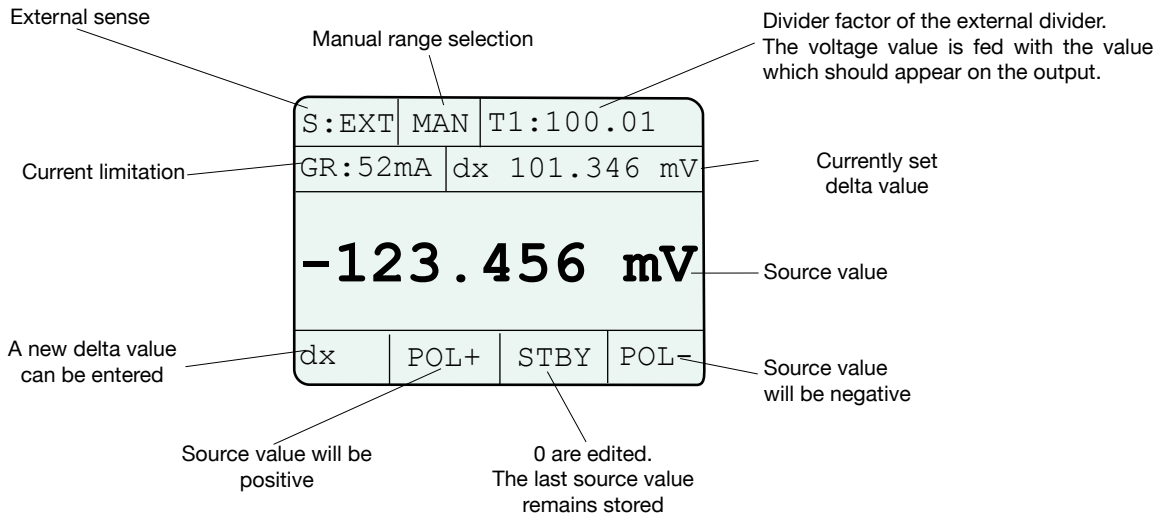 External sense
Manual range selection
Divider factor of the external divider.
The voltage value is fed with the value
which should appear on the output.
S:EXT MAN T1:100.01
Current limitation
GR:52mA dx 101.346 mV
Currently set
delta value
-123.456 mV
Source value
A new delta value
can be entered
dx POL+ STBY POL-
Source value
will be negative
Source value will be
positive
0 are edited.
The last source value
remains stored